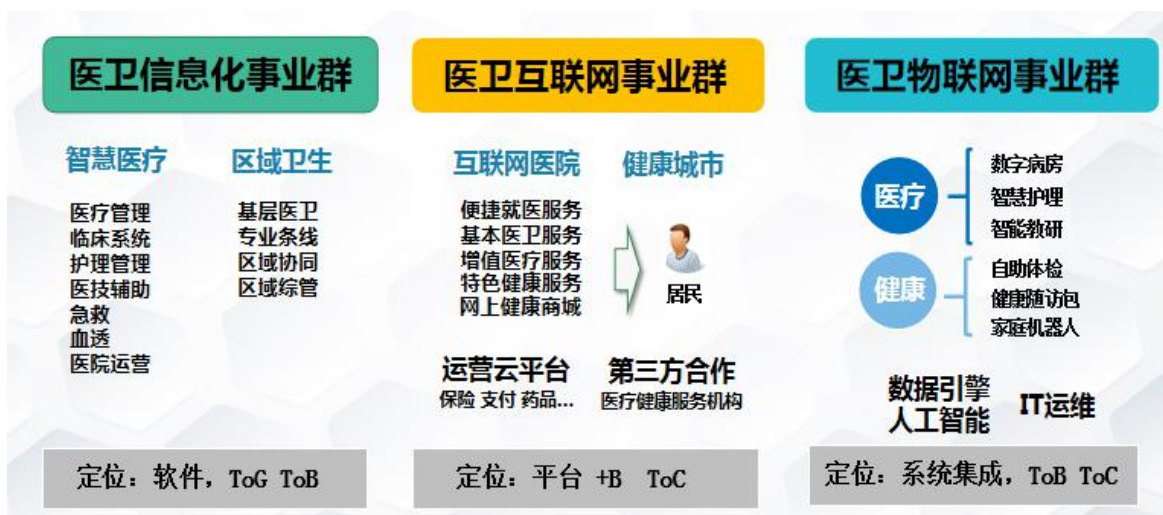 医卫信息化事业群
智慧医疗
医疗管理
临床系统
护理管理
医技辅助
急救
血透
医院运营
区域卫生
基层医卫
专业条线
区域协同
区域综管
定位：软件，ToG ToB
医卫互联网事业群
互联网医院
健康城市
便捷就医服务
基本医卫服务
增值医疗服务
特色健康服务
网上健康商城
居民
运营云平台
保险 支付 药品...
第三方合作
医疗健康服务机构
定位：平台 +B ToC
医卫物联网事业群
医疗
数字病房
智慧护理
智能教研
健康
自助体检
健康随访包
家庭机器人
数据引擎
人工智能
IT运维
定位：系统集成，ToB ToC